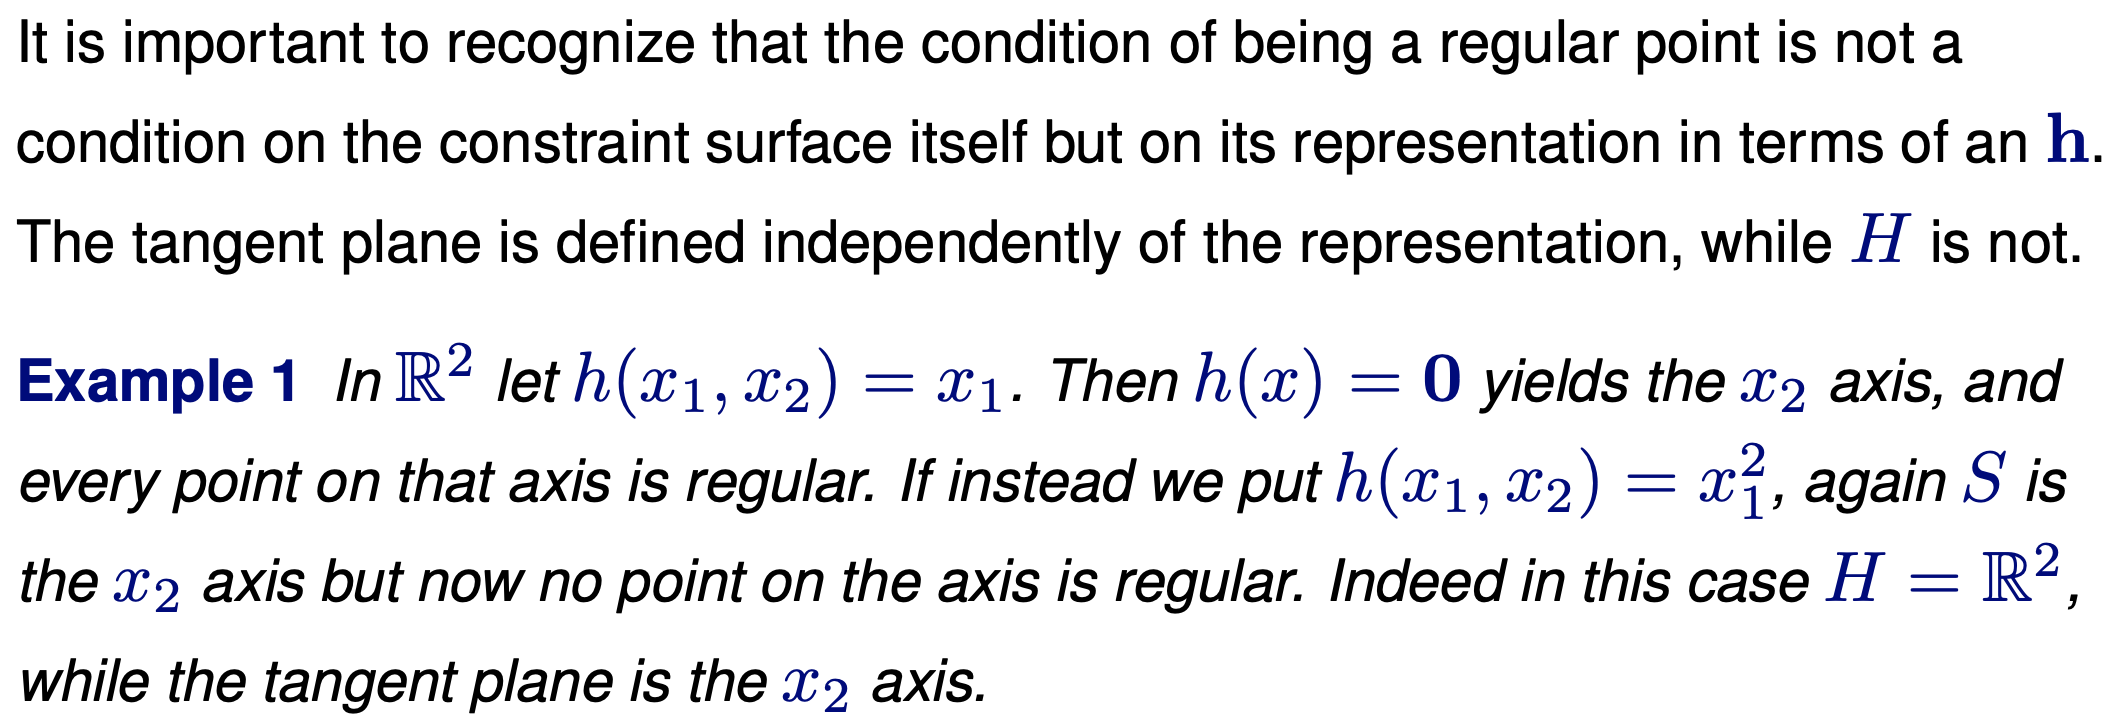 It is important to recognize that the condition of being a regular point is not a
condition on the constraint surface itself but on its representation in terms of an h.
The tangent plane is defined independently of the representation, while H is not.
Example 1 In ℝ² let h(x₁, x₂) = x₁. Then h(x) = 0 yields the x₂ axis, and
every point on that axis is regular. If instead we put h(x₁, x₂) = x₁², again S is
the x₂ axis but now no point on the axis is regular. Indeed in this case H = ℝ²,
while the tangent plane is the x₂ axis.